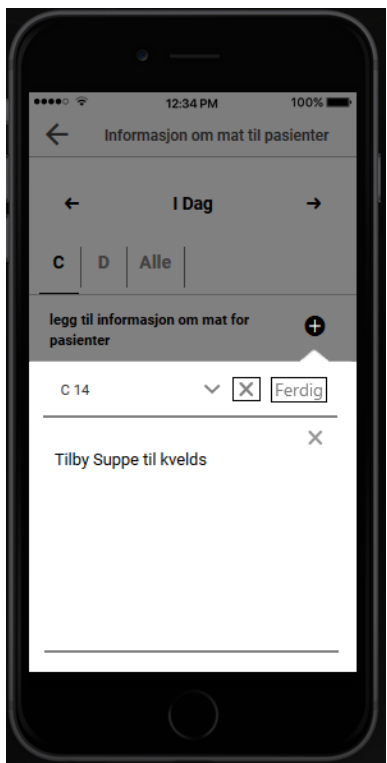 12:34 PM 100%
Informasjon om mat til pasienter
I Dag
C D Alle
legg til informasjon om mat for
pasienter
C 14 Ferdig
Tilby Suppe til kvelds